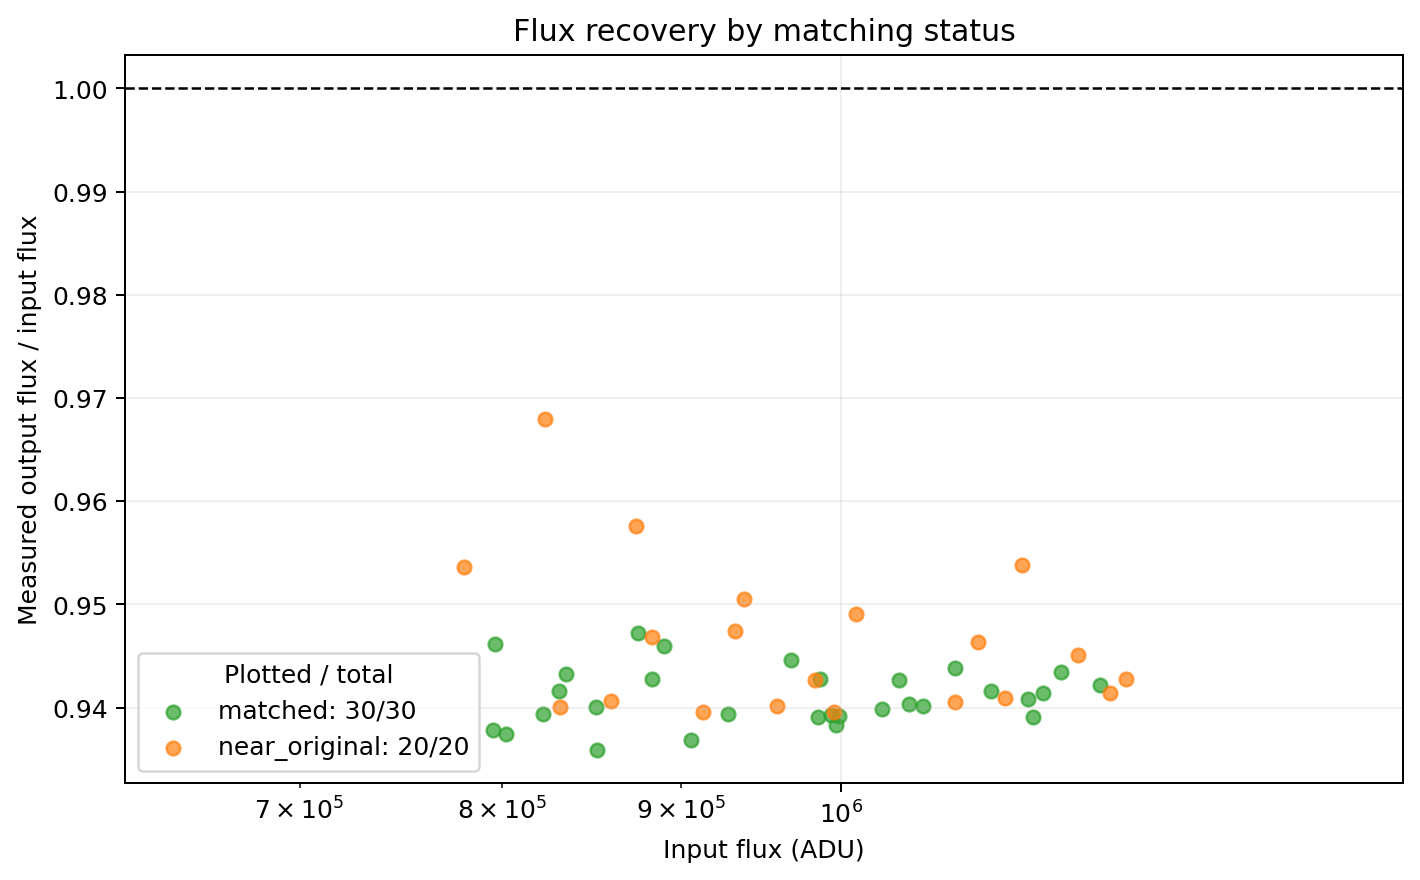 Flux recovery by matching status
Measured output flux / input flux
1.00
0.99
0.98
0.97
0.96
0.95
0.94
Plotted / total
matched: 30/30
near_original: 20/20
7 × 10⁵
8 × 10⁵
9 × 10⁵
10⁶
Input flux (ADU)